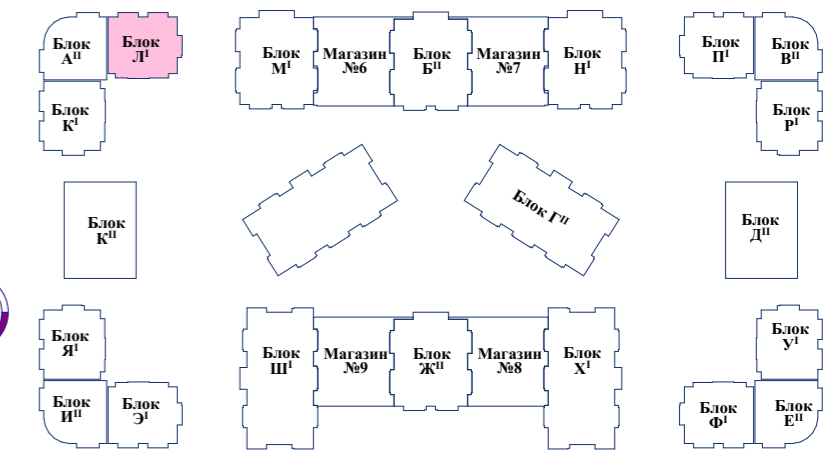 Блок
Aᴵᴵ
Блок
Лᴵ
Блок
Мᴵ
Магазин
№6
Блок
Бᴵᴵ
Магазин
№7
Блок
Нᴵ
Блок
Пᴵ
Блок
Вᴵᴵ
Блок
Кᴵ
Блок
Рᴵ
Блок
Кᴵᴵ
Блок Гᴵᴵ
Блок
Дᴵᴵ
Блок
Яᴵ
Блок
Шᴵ
Магазин
№9
Блок
Жᴵᴵ
Магазин
№8
Блок
Хᴵ
Блок
Уᴵ
Блок
Иᴵᴵ
Блок
Эᴵ
Блок
Фᴵ
Блок
Еᴵᴵ